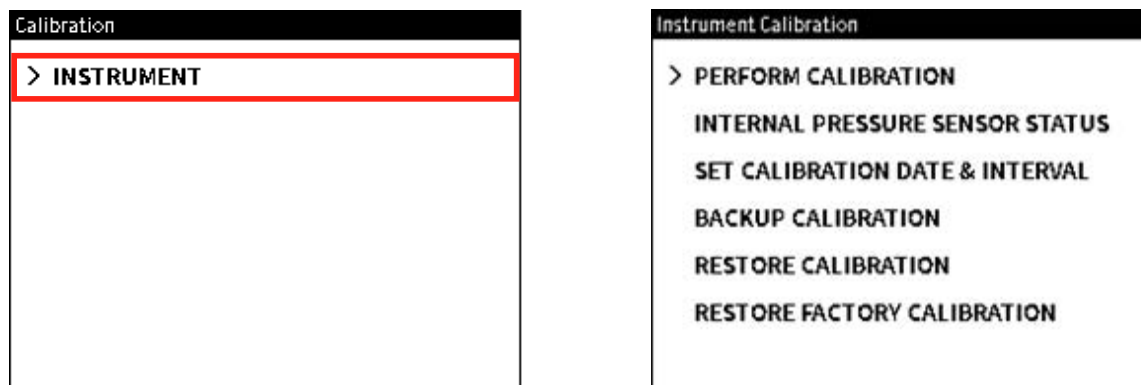 Calibration
> INSTRUMENT
Instrument Calibration
> PERFORM CALIBRATION
INTERNAL PRESSURE SENSOR STATUS
SET CALIBRATION DATE & INTERVAL
BACKUP CALIBRATION
RESTORE CALIBRATION
RESTORE FACTORY CALIBRATION